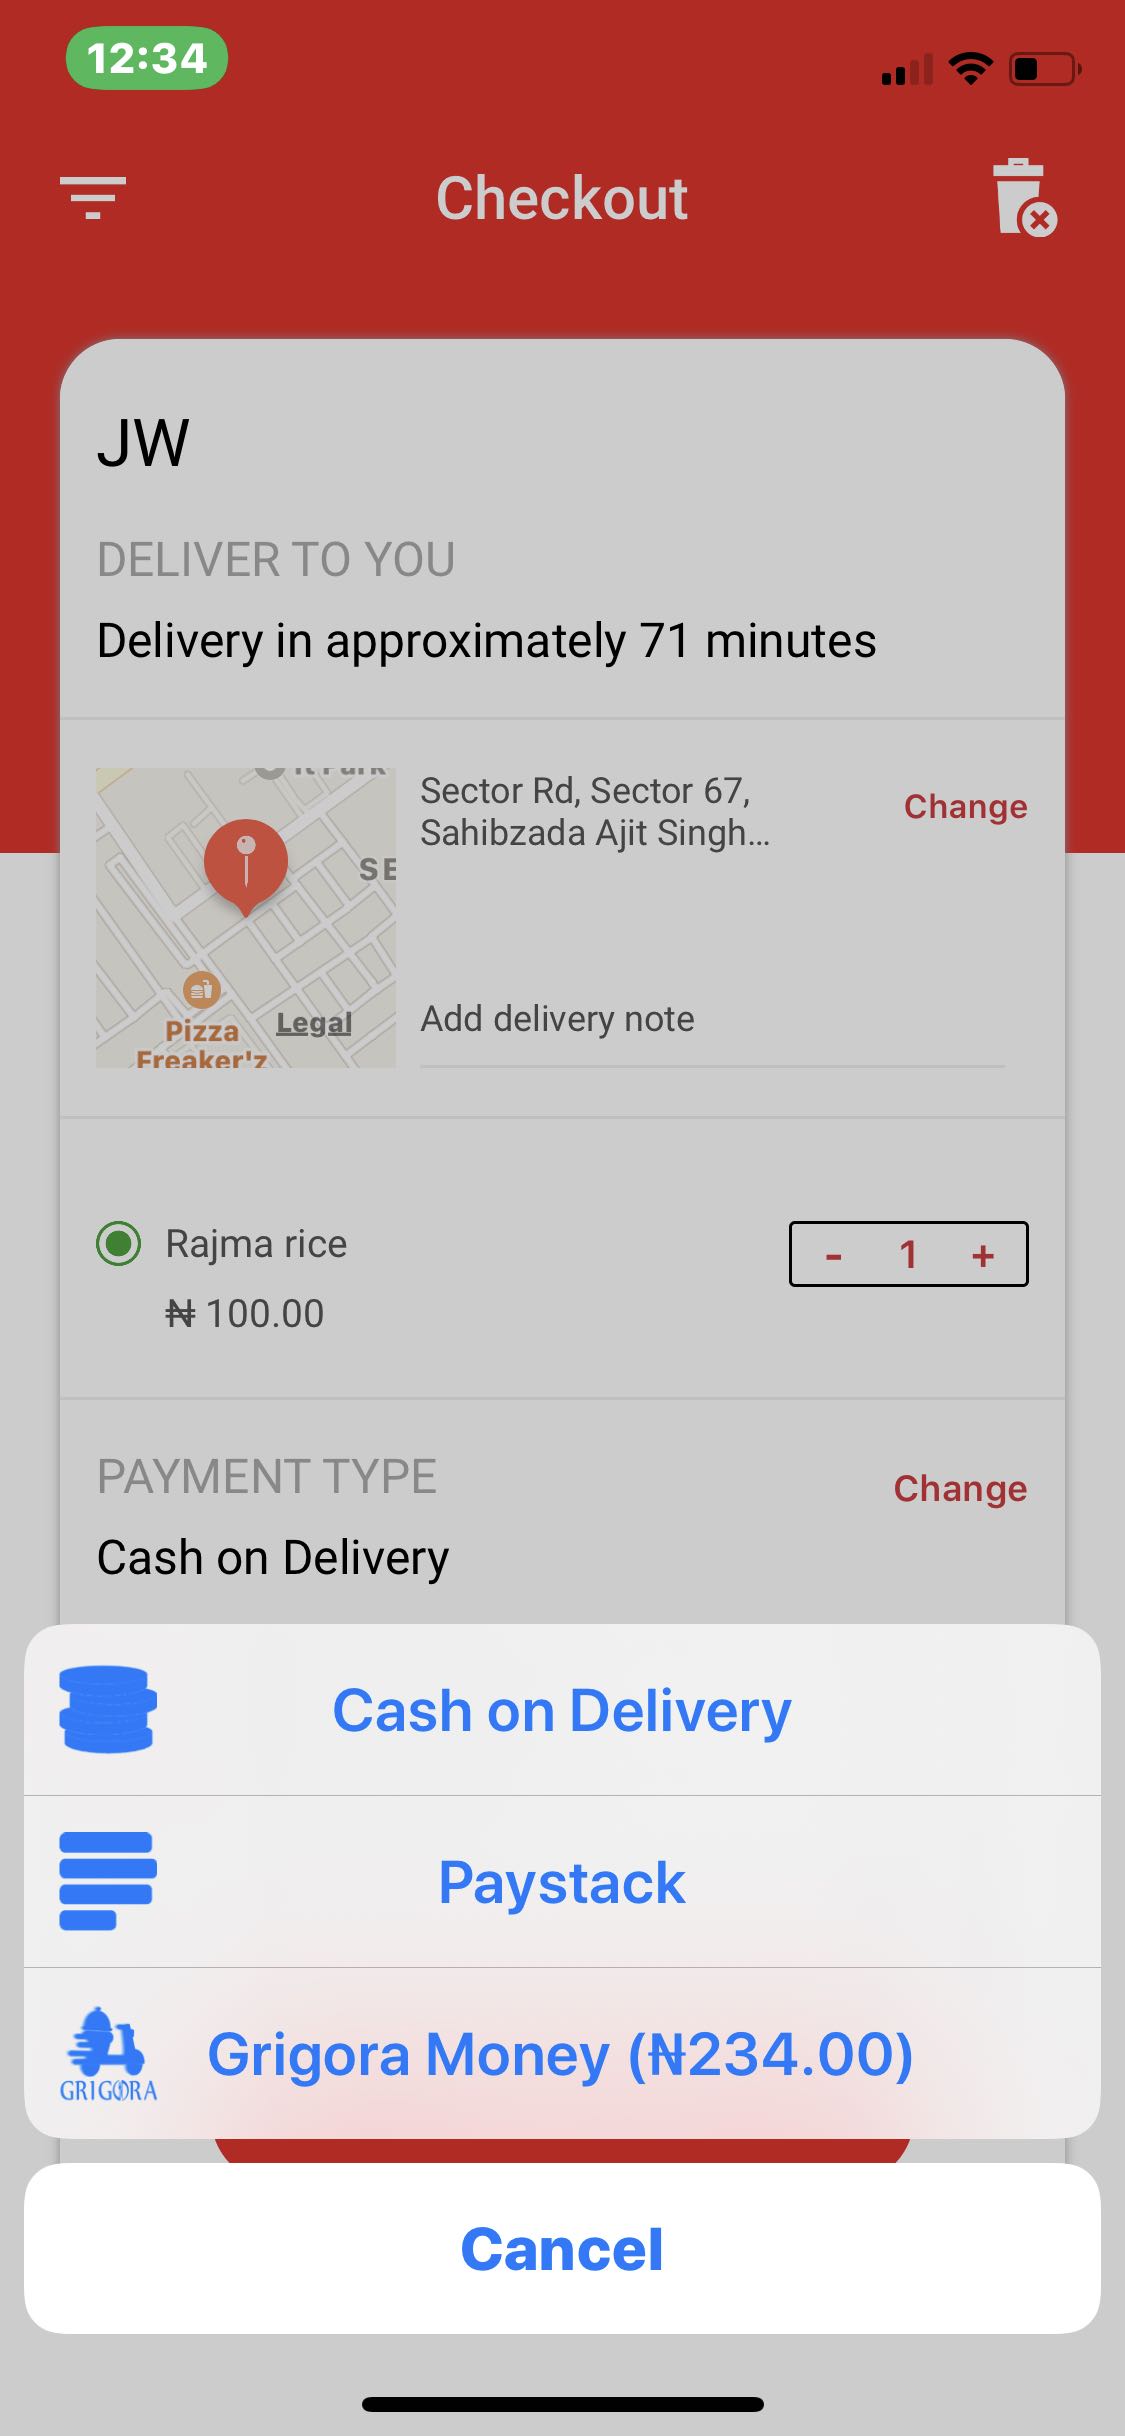 12:34
Checkout
JW
DELIVER TO YOU
Delivery in approximately 71 minutes
Sector Rd, Sector 67,
Sahibzada Ajit Singh...
Change
SE
Pizza
Freaker'z
Legal
Add delivery note
Rajma rice
- 1 +
₦ 100.00
PAYMENT TYPE
Change
Cash on Delivery
Cash on Delivery
Paystack
GRIGORA
Grigora Money (₦234.00)
Cancel